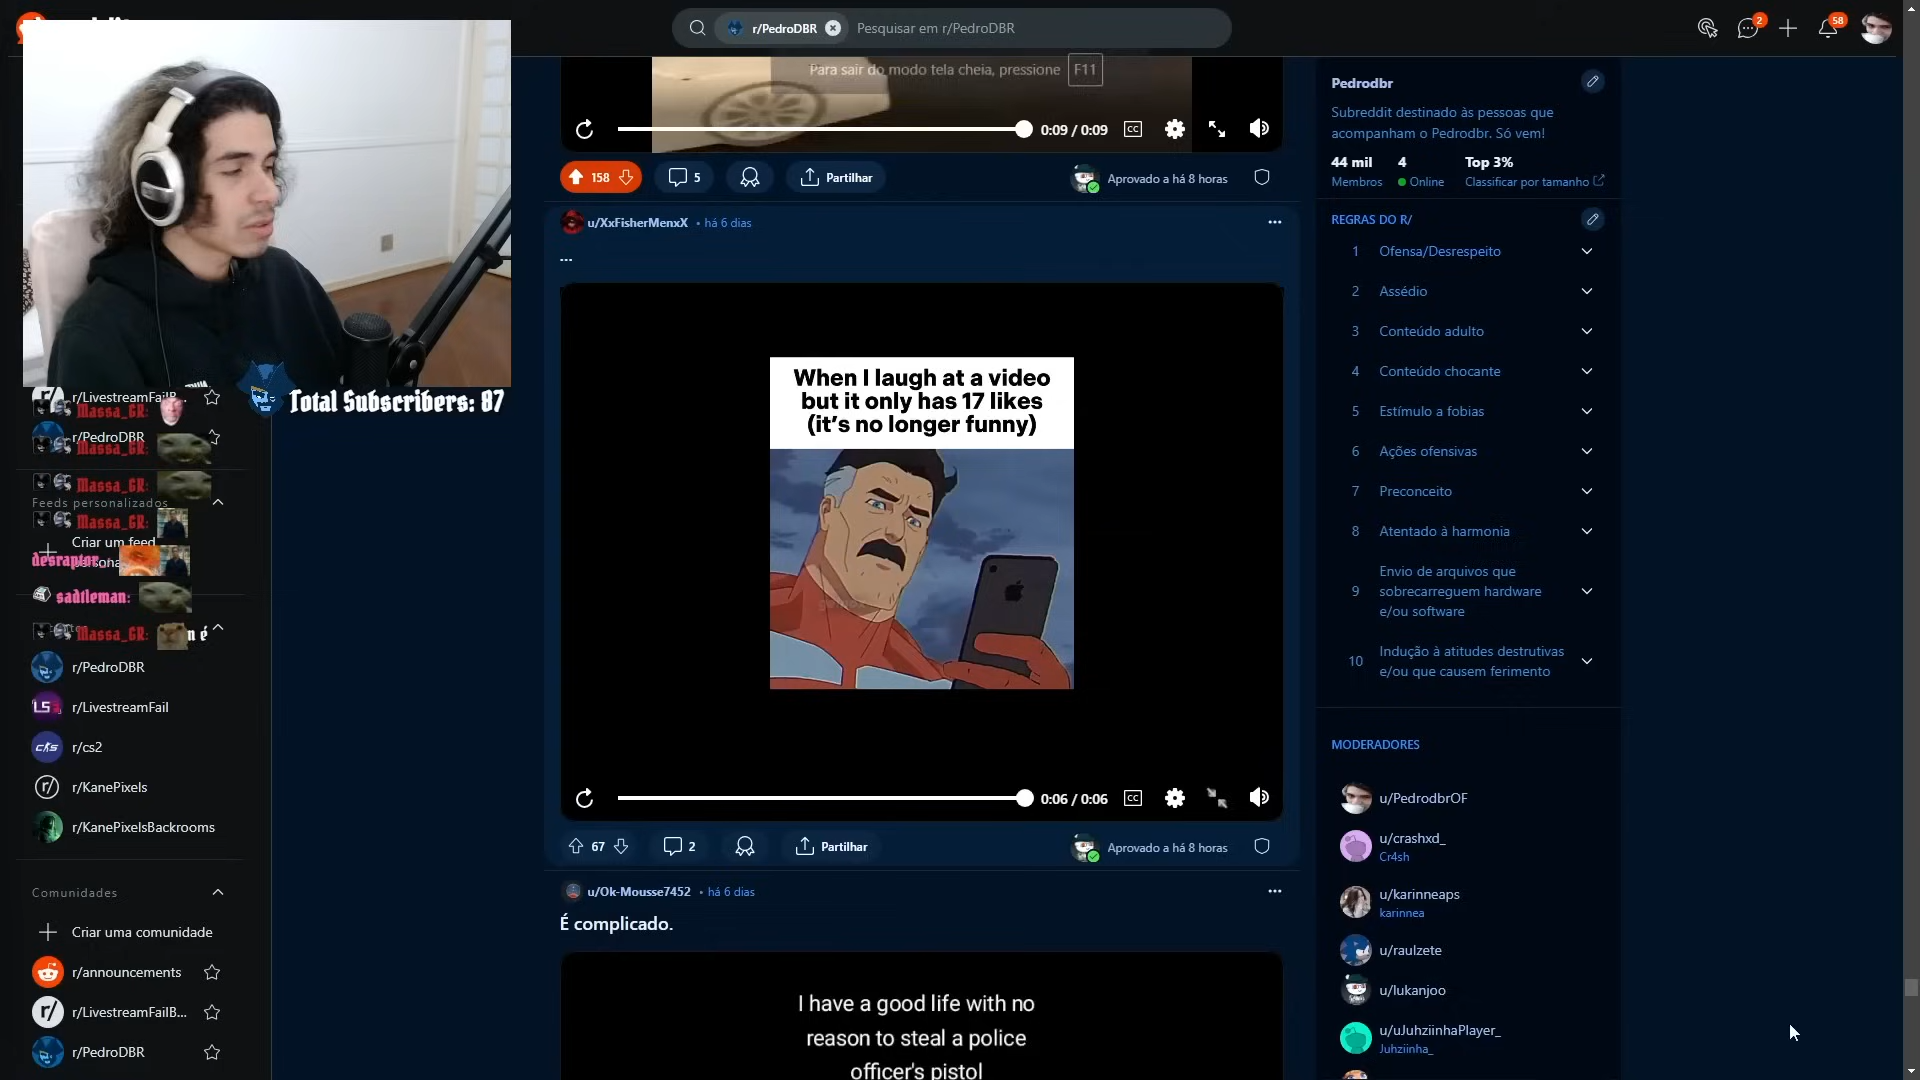 r/PedroDBR
Pesquisar em r/PedroDBR
2
58
Para sair do modo tela cheia, pressione F11
0:09 / 0:09
CC
158
5
Partilhar
Aprovado a há 8 horas
u/XxFisherMenxX • há 6 dias
...
When I laugh at a video
but it only has 17 likes
(it's no longer funny)
0:06 / 0:06
CC
67
2
Partilhar
Aprovado a há 8 horas
u/Ok-Mousse7452 • há 6 dias
É complicado.
I have a good life with no
reason to steal a police
officer's pistol
Total Subscribers: 87
r/LivestreamFailB...
Massa_GR:
r/PedroDBR
Massa_GR:
Massa_GR:
Feeds personalizados
Massa_GR:
Criar um feed
desraptor:
sadtleman:
Massa_GR: n é
r/PedroDBR
r/LivestreamFail
r/cs2
r/KanePixels
r/KanePixelsBackrooms
Comunidades
Criar uma comunidade
r/announcements
r/LivestreamFailB...
r/PedroDBR
Pedrodbr
Subreddit destinado às pessoas que
acompanham o Pedrodbr. Só vem!
44 mil 4 Top 3%
Membros Online Classificar por tamanho
REGRAS DO R/
1 Ofensa/Desrespeito
2 Assédio
3 Conteúdo adulto
4 Conteúdo chocante
5 Estímulo a fobias
6 Ações ofensivas
7 Preconceito
8 Atentado à harmonia
9 Envio de arquivos que
sobrecarreguem hardware
e/ou software
10 Indução à atitudes destrutivas
e/ou que causem ferimento
MODERADORES
u/PedrodbrOF
u/crashxd_
Cr4sh
u/karinneaps
karinnea
u/raulzete
u/lukanjoo
u/uJuhziinhaPlayer_
Juhziinha_